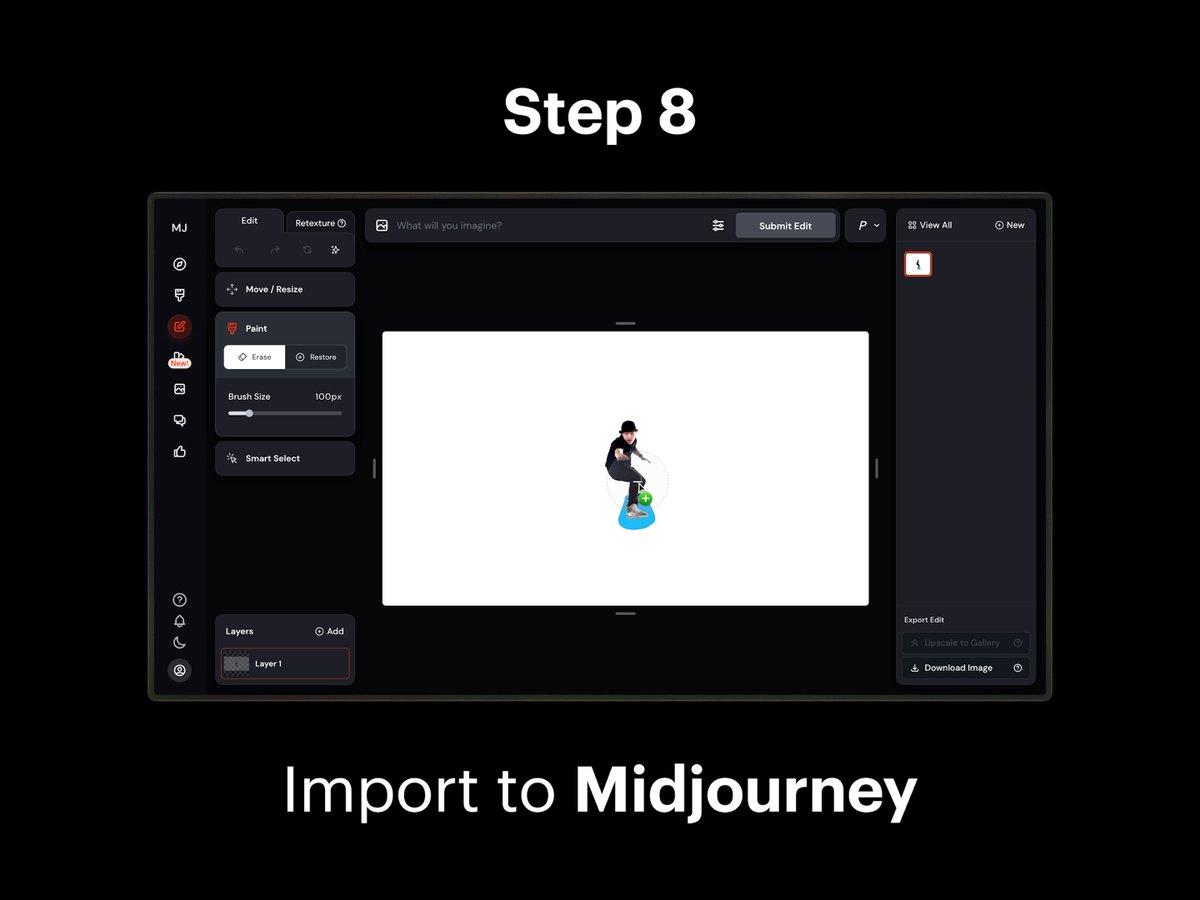 Step 8
MJ
New!
Edit
Retexture
Move / Resize
Paint
Erase
Restore
Brush Size
100px
Smart Select
Layers
Add
Layer 1
What will you imagine?
Submit Edit
P
View All
New
Export Edit
Upscale to Gallery
Download Image
Import to Midjourney